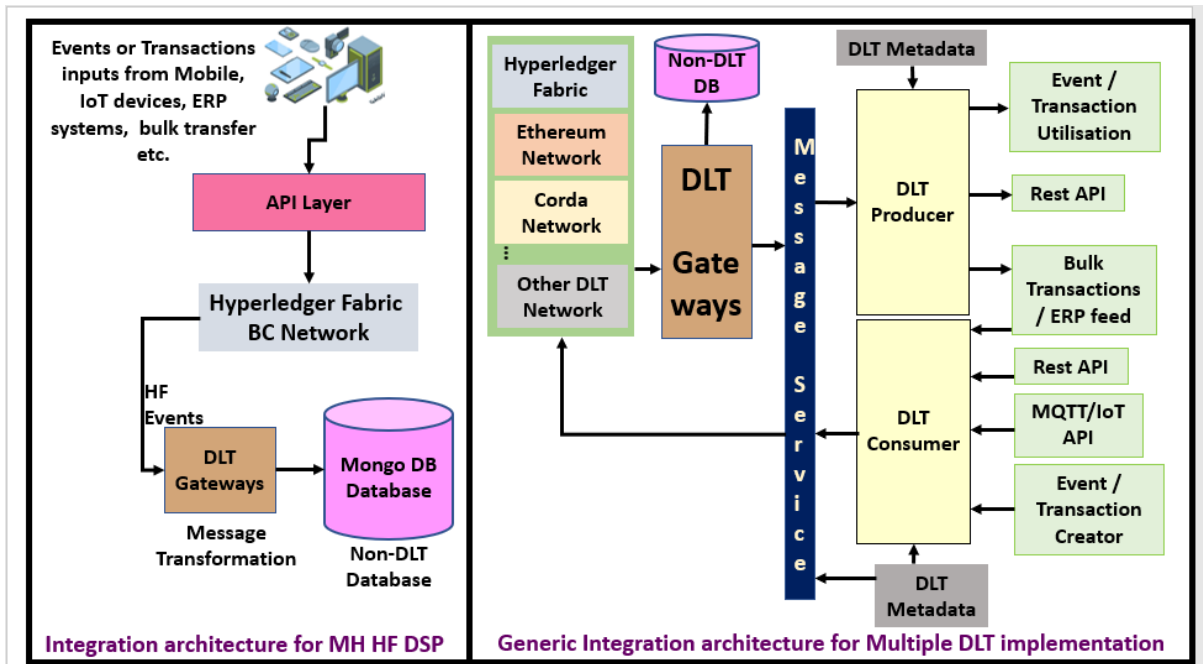 Events or Transactions
inputs from Mobile,
IoT devices, ERP
systems,  bulk transfer
etc.
API Layer
Hyperledger Fabric
BC Network
HF
Events
DLT
Gateways
Message
Transformation
Mongo DB
Database
Non-DLT
Database
Integration architecture for MH HF DSP
Hyperledger
Fabric
Ethereum
Network
Corda
Network
...
Other DLT
Network
Non-DLT
DB
DLT
Gate
ways
Message Service
DLT Metadata
DLT
Producer
Event /
Transaction
Utilisation
Rest API
Bulk
Transactions
/ ERP feed
DLT
Consumer
Rest API
MQTT/IoT
API
Event /
Transaction
Creator
DLT
Metadata
Generic Integration architecture for Multiple DLT implementation